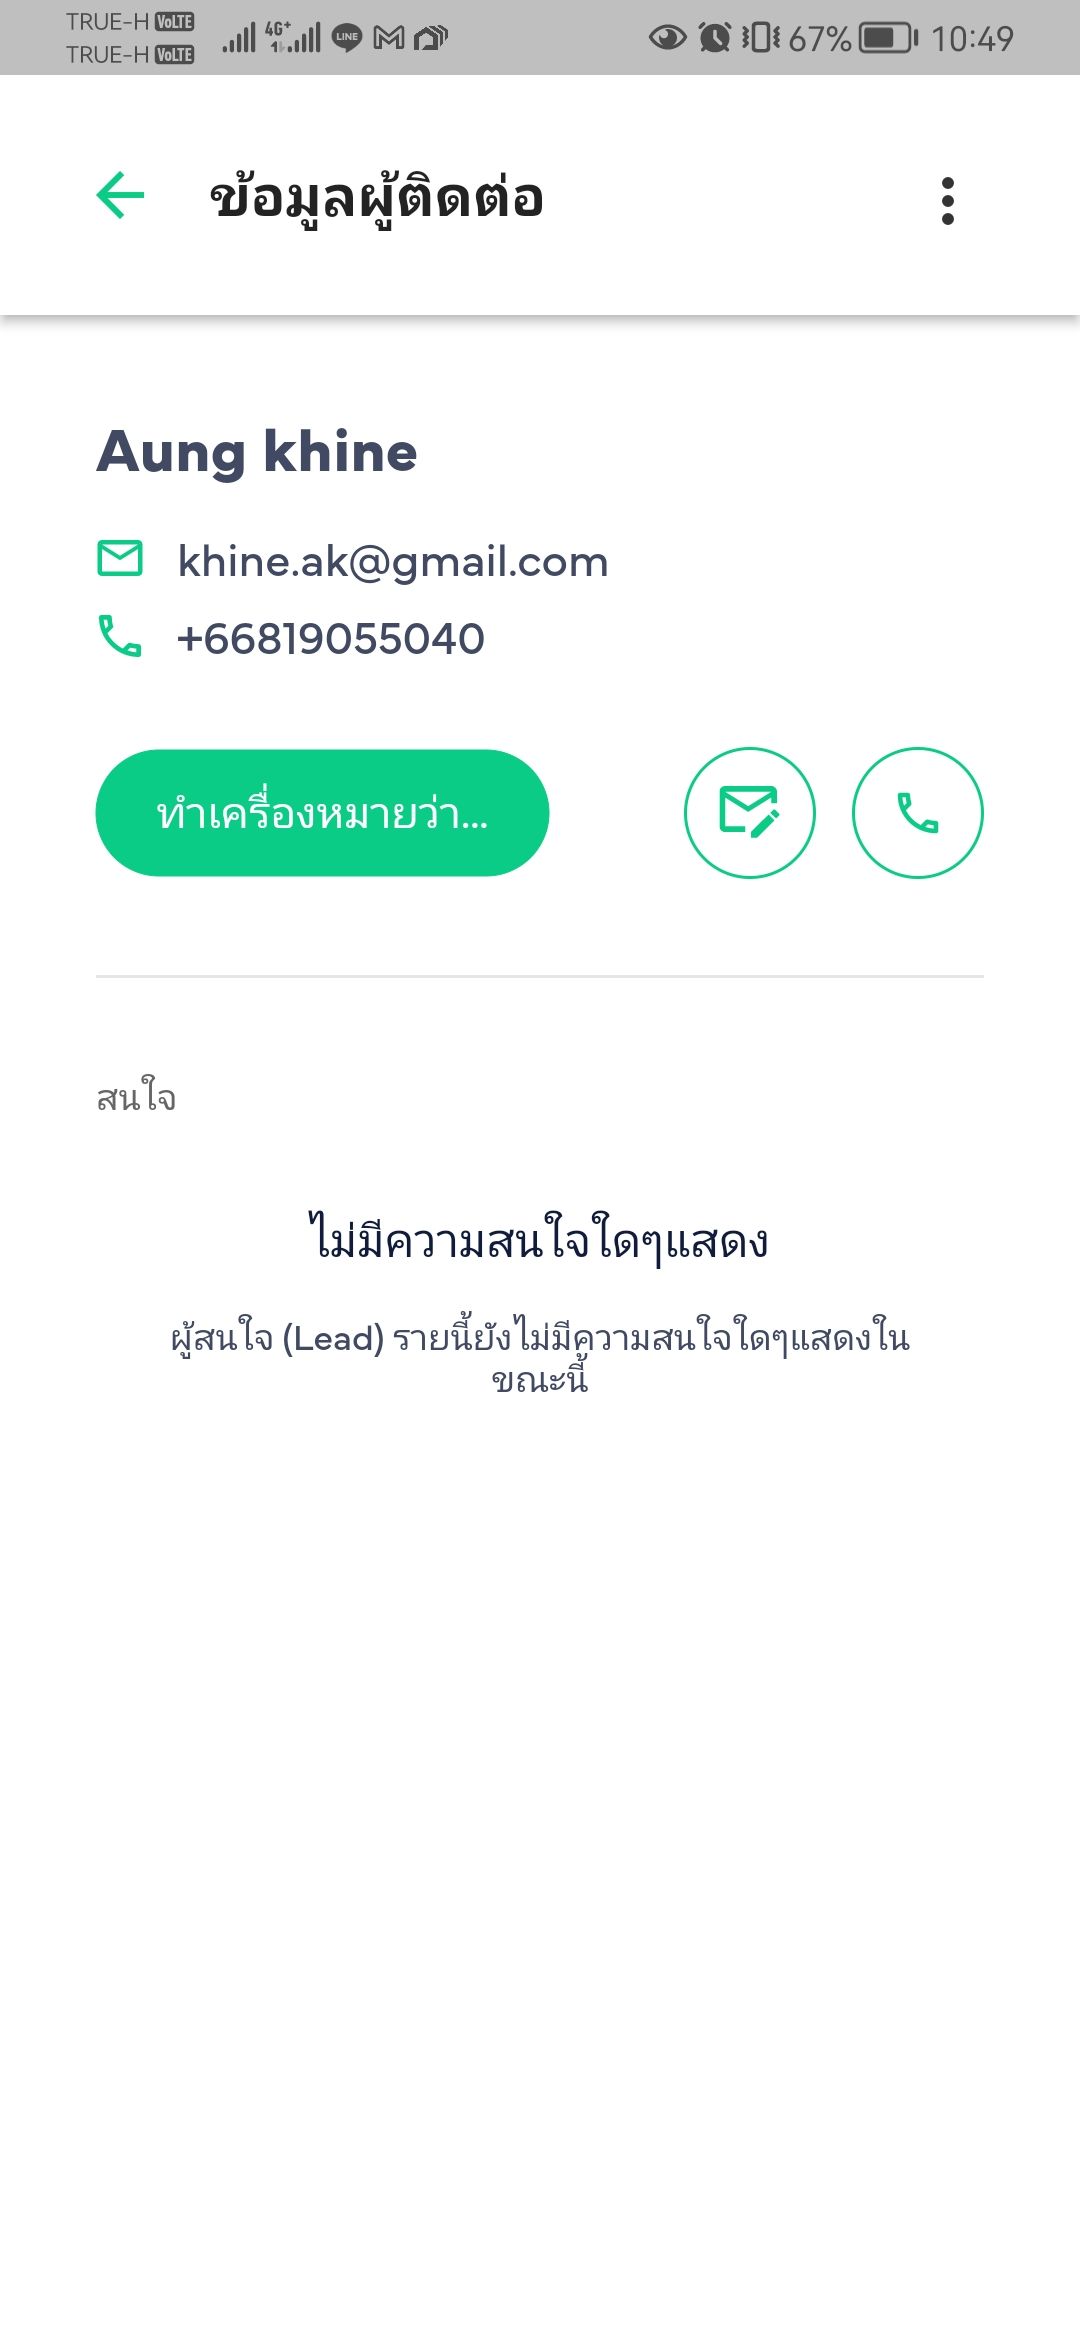 TRUE-H VoLTE 4G+ LINE 67% 10:49
TRUE-H VoLTE
ข้อมูลผู้ติดต่อ
Aung khine
khine.ak@gmail.com
+66819055040
ทำเครื่องหมายว่า...
สนใจ
ไม่มีความสนใจใดๆแสดง
ผู้สนใจ (Lead) รายนี้ยังไม่มีความสนใจใดๆแสดงใน
ขณะนี้